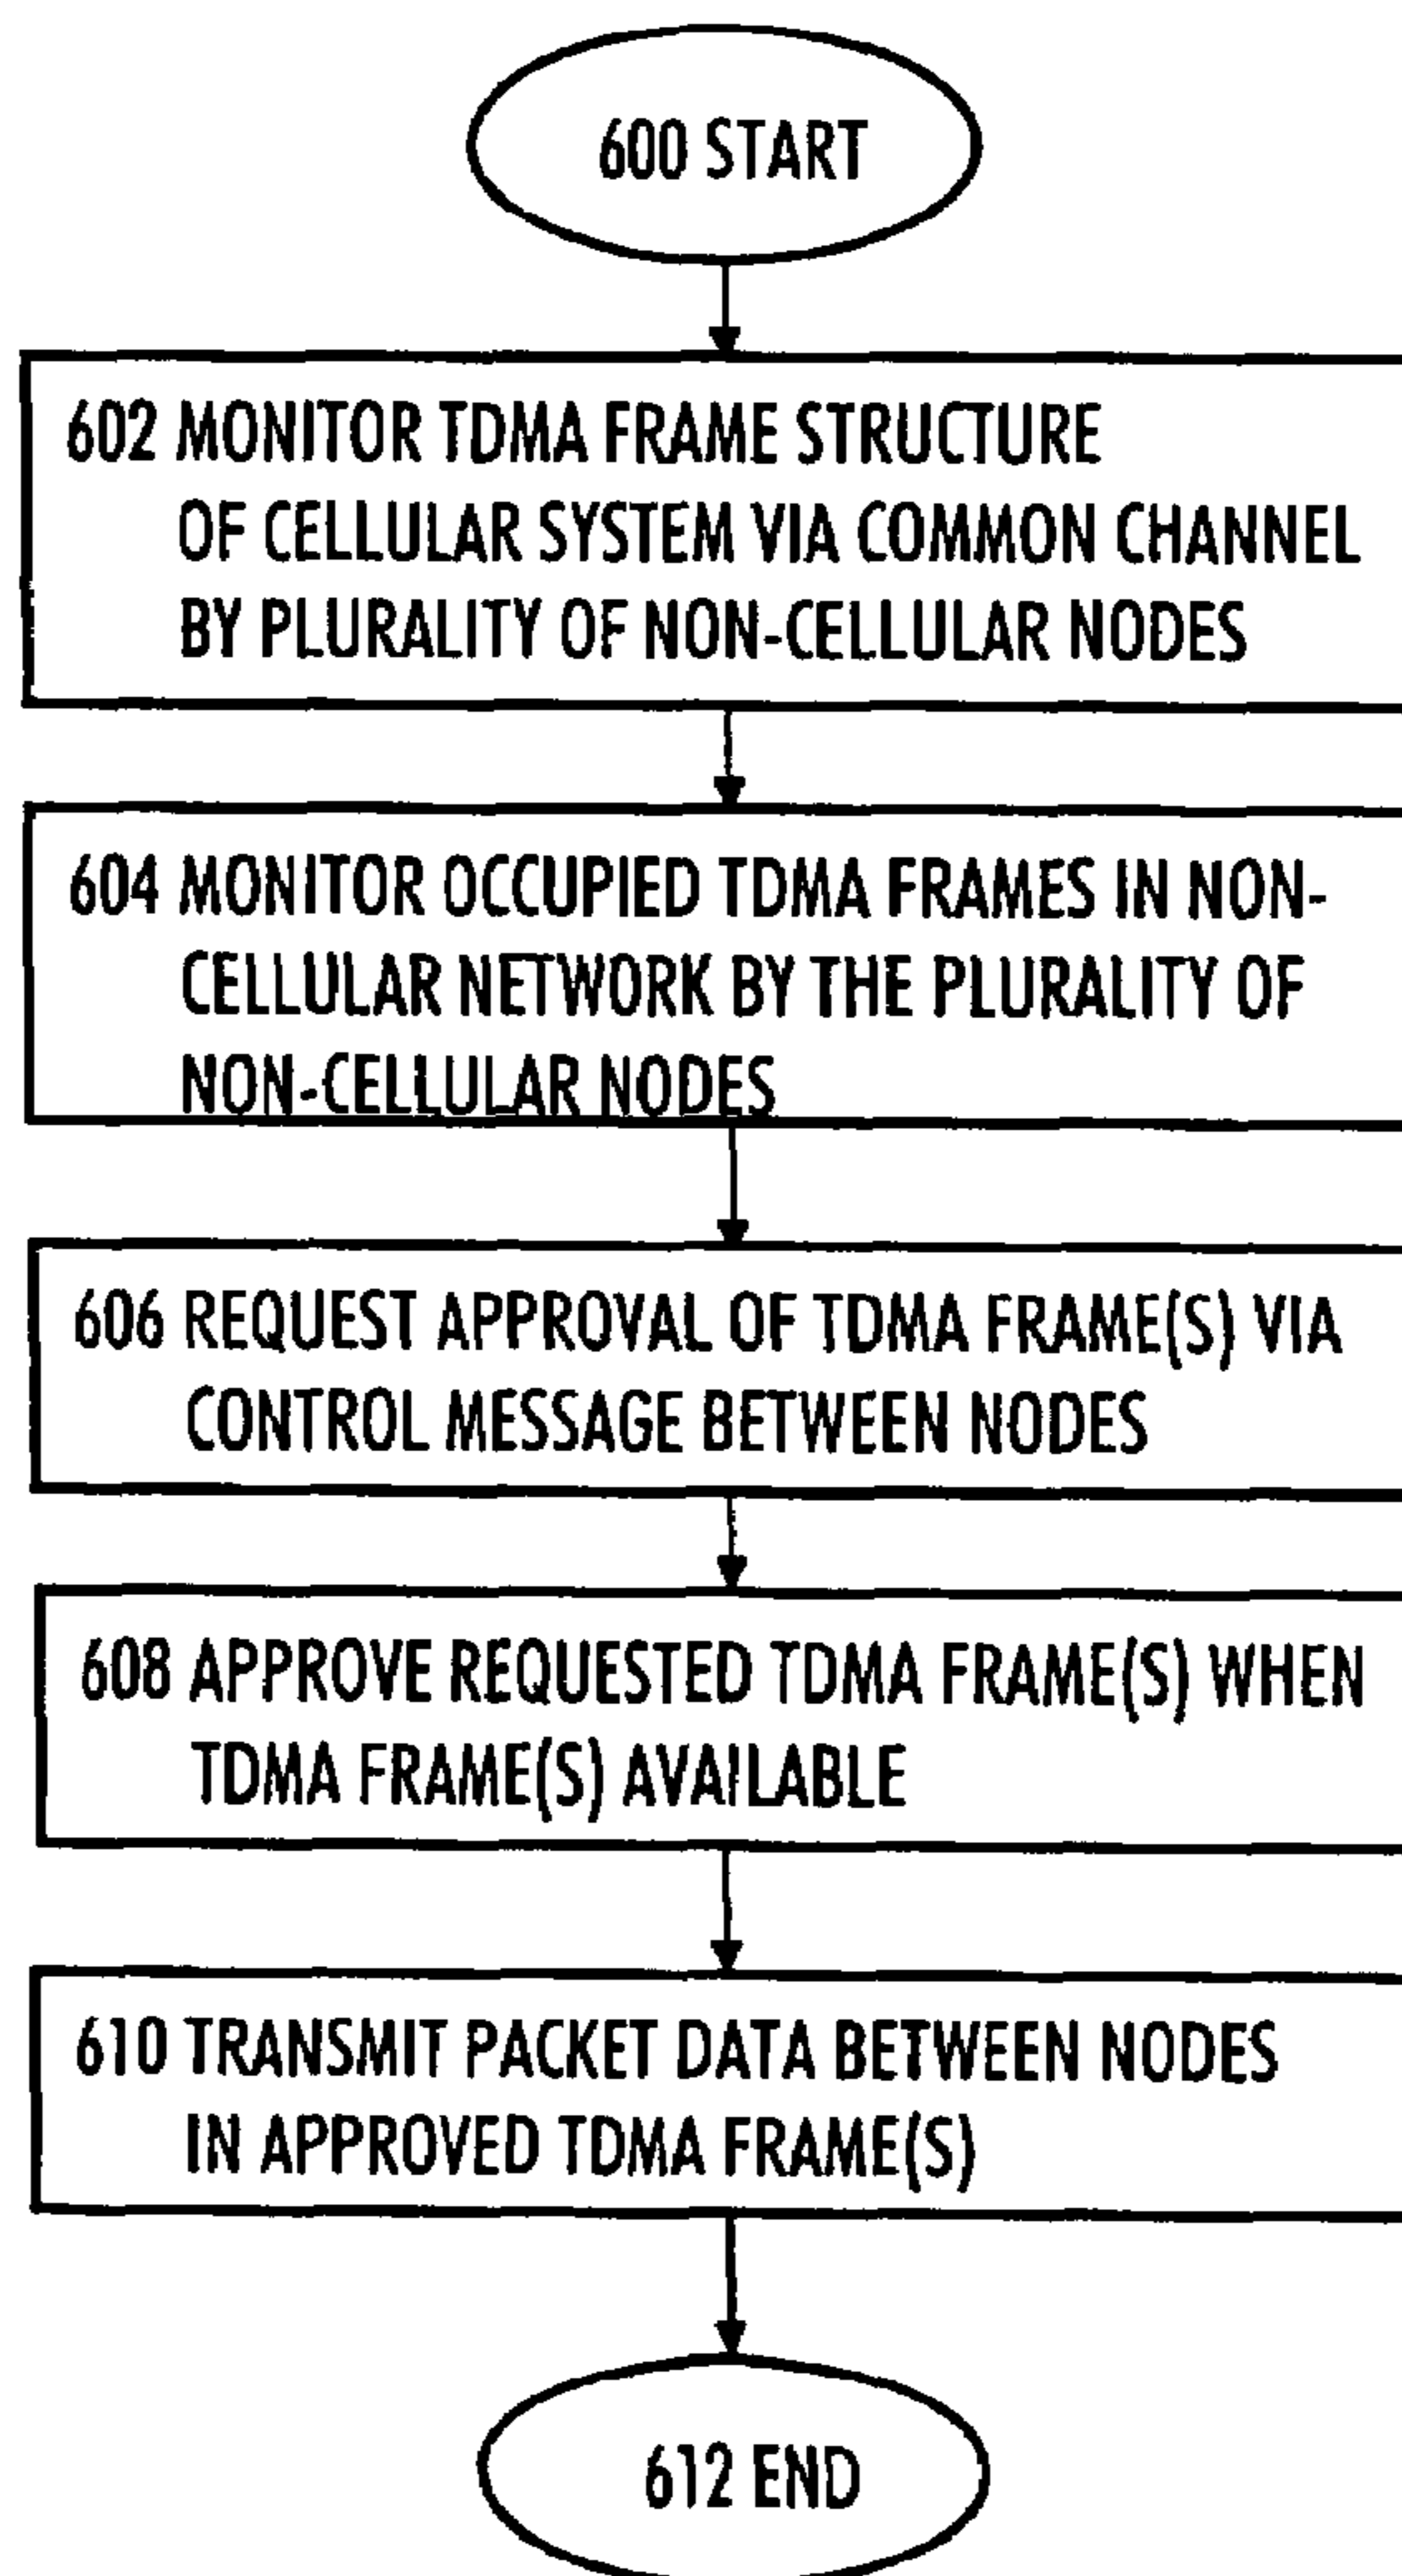 600 START
602 MONITOR TDMA FRAME STRUCTURE
OF CELLULAR SYSTEM VIA COMMON CHANNEL
BY PLURALITY OF NON-CELLULAR NODES
604 MONITOR OCCUPIED TDMA FRAMES IN NON-
CELLULAR NETWORK BY THE PLURALITY OF
NON-CELLULAR NODES
606 REQUEST APPROVAL OF TDMA FRAME(S) VIA
CONTROL MESSAGE BETWEEN NODES
608 APPROVE REQUESTED TDMA FRAME(S) WHEN
TDMA FRAME(S) AVAILABLE
610 TRANSMIT PACKET DATA BETWEEN NODES
IN APPROVED TDMA FRAME(S)
612 END